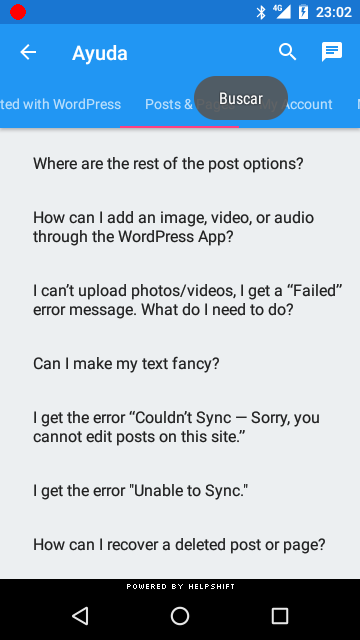 4G 23:02
Ayuda
ted with WordPress Posts & Account
Buscar
Where are the rest of the post options?
How can I add an image, video, or audio
through the WordPress App?
I can’t upload photos/videos, I get a “Failed”
error message. What do I need to do?
Can I make my text fancy?
I get the error “Couldn’t Sync — Sorry, you
cannot edit posts on this site.”
I get the error "Unable to Sync."
How can I recover a deleted post or page?
POWERED BY HELPSHIFT